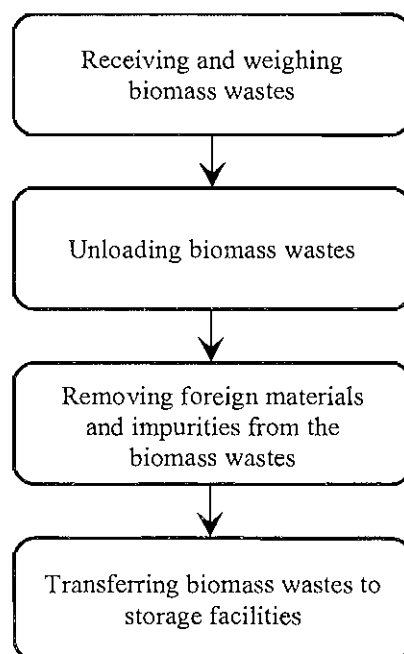 Receiving and weighing
biomass wastes
Unloading biomass wastes
Removing foreign materials
and impurities from the
biomass wastes
Transferring biomass wastes to
storage facilities